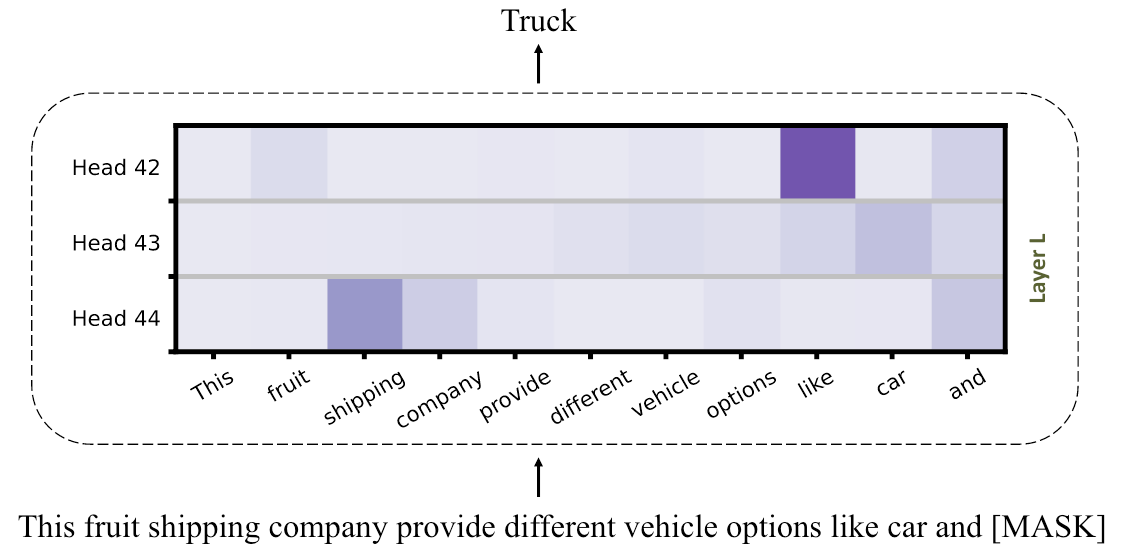 Truck
Head 42
Head 43
Head 44
Layer L
This fruit shipping company provide different vehicle options like car and
This fruit shipping company provide different vehicle options like car and [MASK]